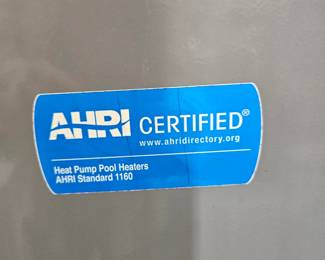 AHRI CERTIFIED®
www.ahridirectory.org
Heat Pump Pool Heaters
AHRI Standard 1160